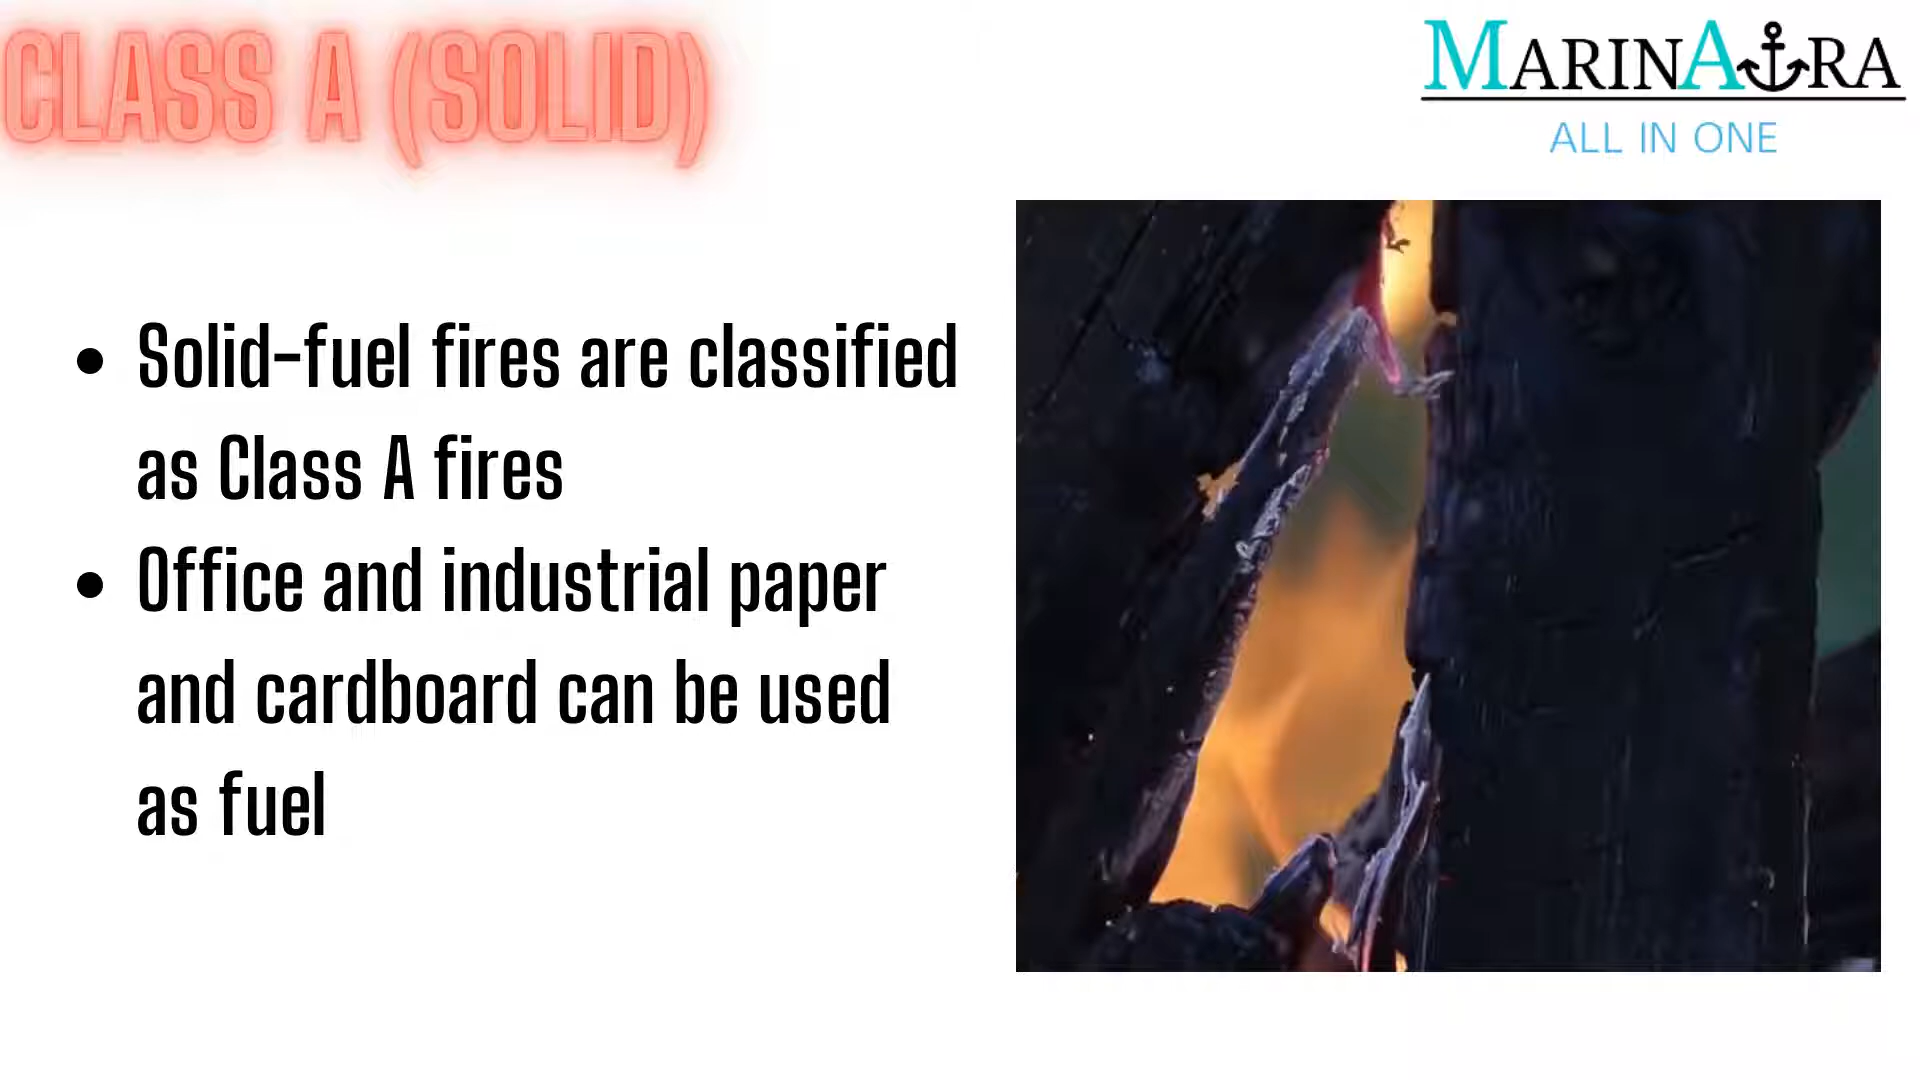 CLASS A (SOLID)
MARINAURA
ALL IN ONE
• Solid-fuel fires are classified
as Class A fires
• Office and industrial paper
and cardboard can be used
as fuel